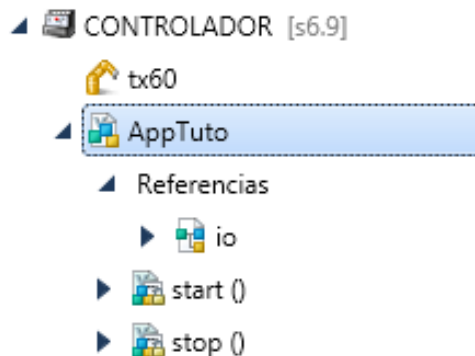 CONTROLADOR [s6.9]
tx60
AppTuto
Referencias
io
start ()
stop ()